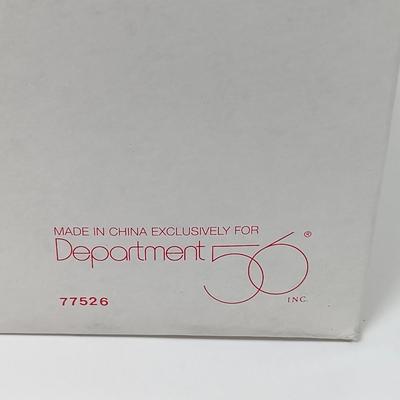 MADE IN CHINA EXCLUSIVELY FOR
Department 56®
INC.
77526